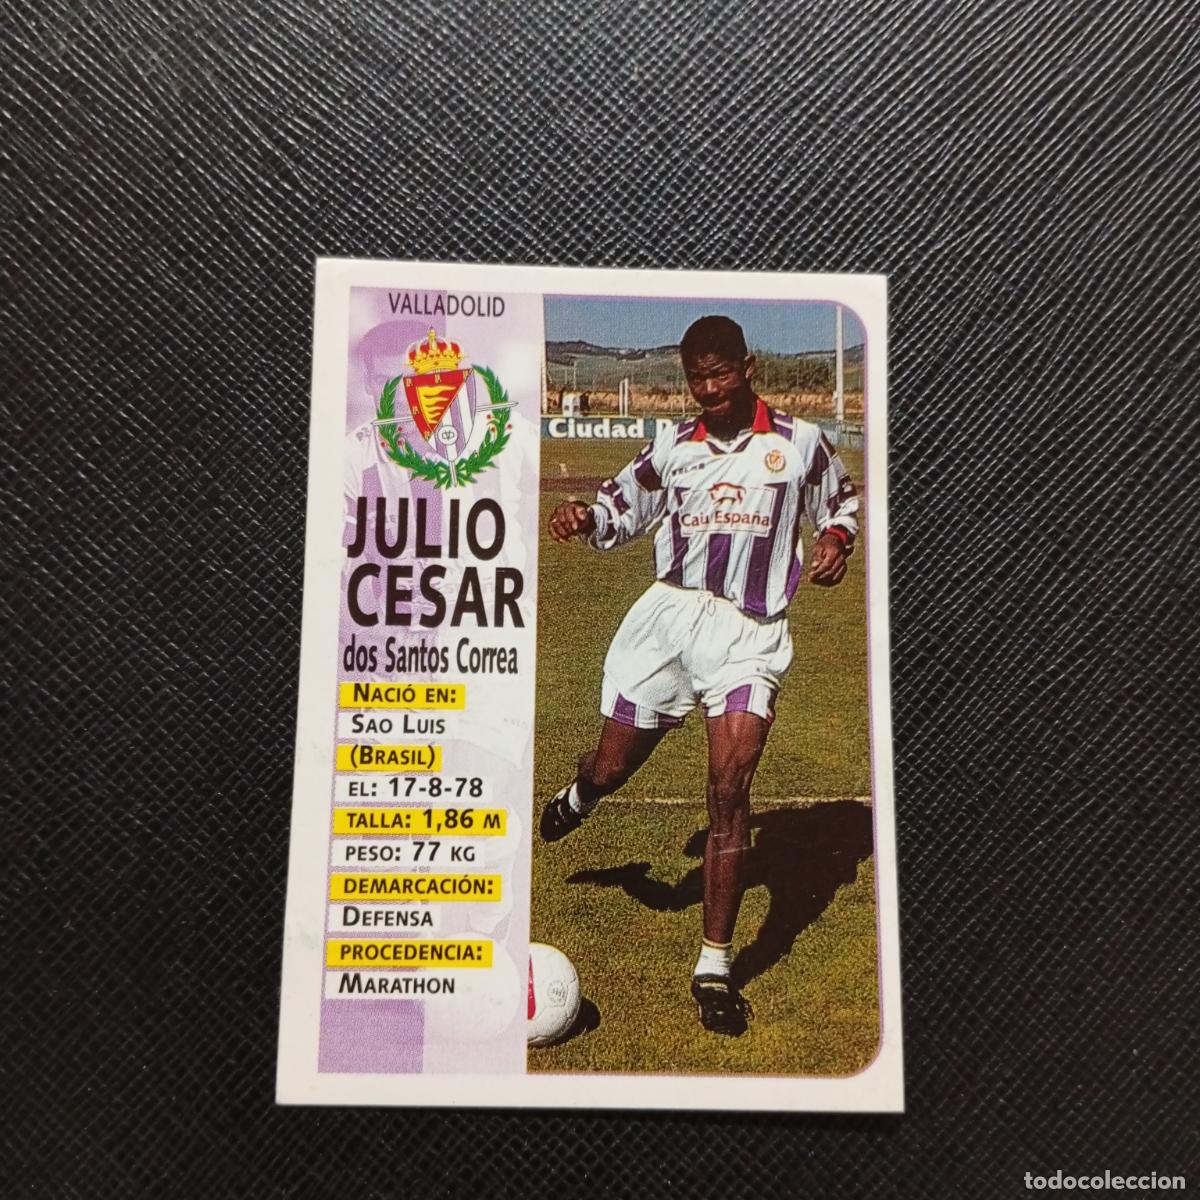 VALLADOLID
JULIO
CESAR
dos Santos Correa
NACIÓ EN:
SAO LUIS
(BRASIL)
EL: 17-8-78
TALLA: 1,86 M
PESO: 77 KG
DEMARCACIÓN:
DEFENSA
PROCEDENCIA:
MARATHON
Ciudad
Caja España
todocoleccion